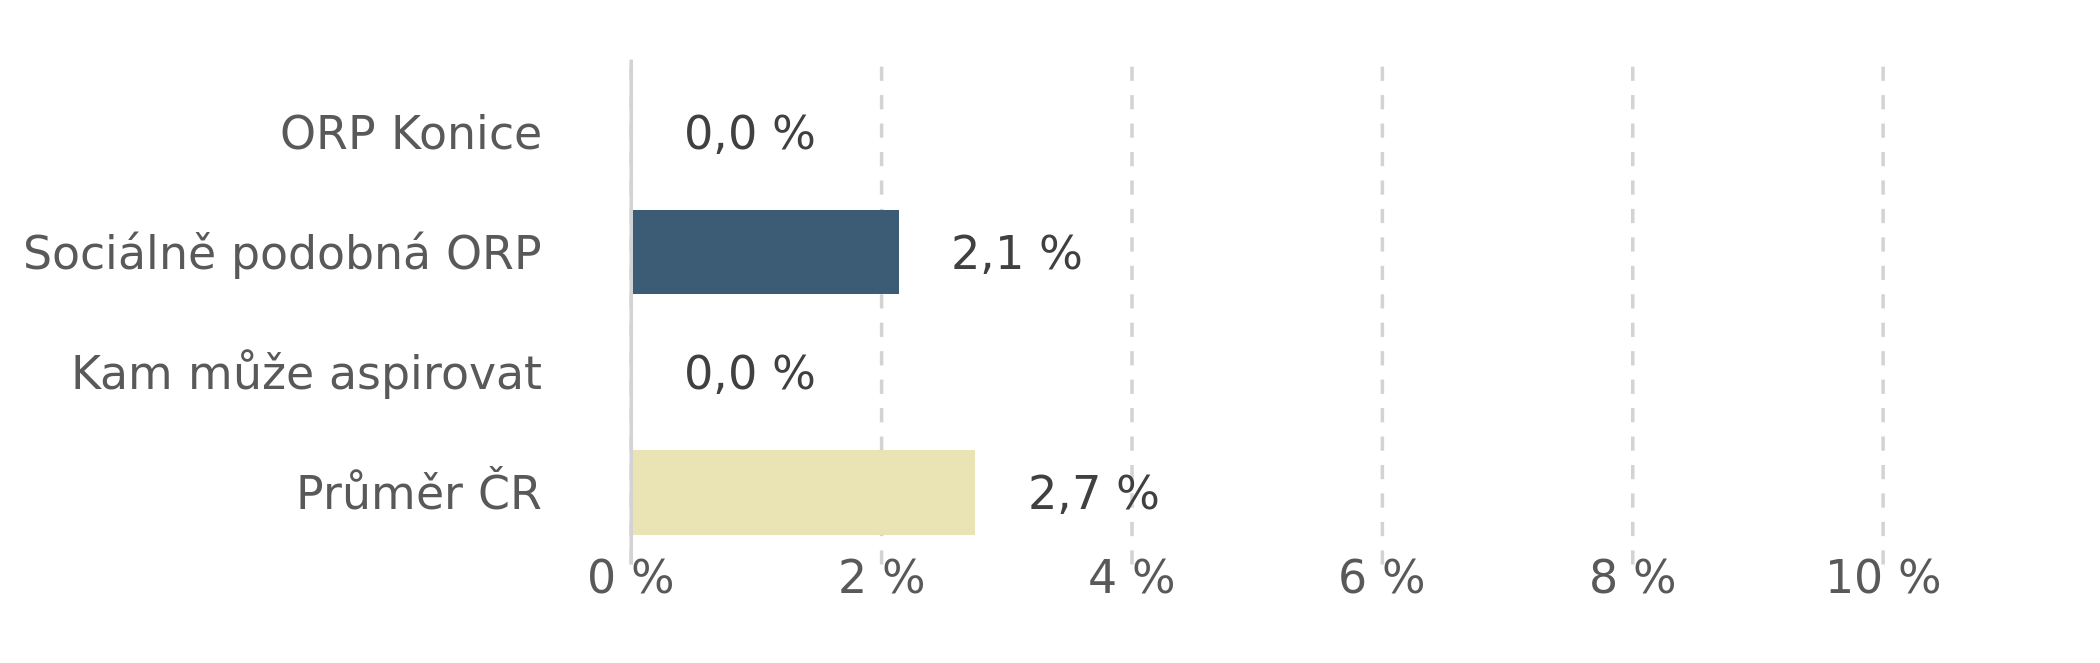 ORP Konice 0,0 %
Sociálně podobná ORP 2,1 %
Kam může aspirovat 0,0 %
Průměr ČR 2,7 %
0 % 2 % 4 % 6 % 8 % 10 %